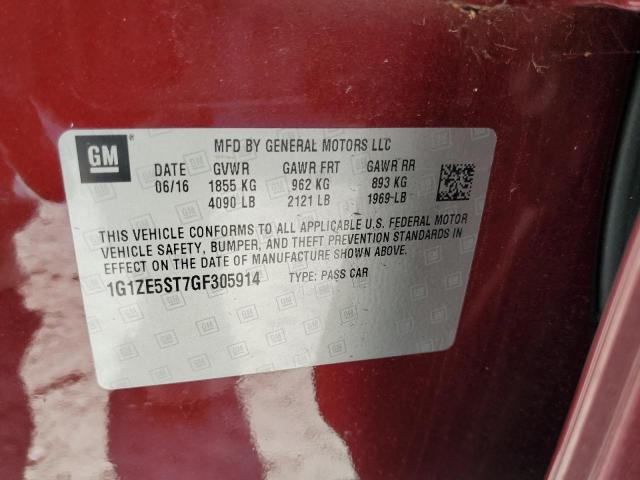 GM
MFD BY GENERAL MOTORS LLC
DATE GVWR GAWR FRT GAWR RR
06/16 1855 KG 962 KG 893 KG
4090 LB 2121 LB 1969 LB
THIS VEHICLE CONFORMS TO ALL APPLICABLE U.S. FEDERAL MOTOR
VEHICLE SAFETY, BUMPER, AND THEFT PREVENTION STANDARDS IN
EFFECT ON THE DATE OF MANUFACTURE SHOWN ABOVE.
1G1ZE5ST7GF305914 TYPE: PASS CAR